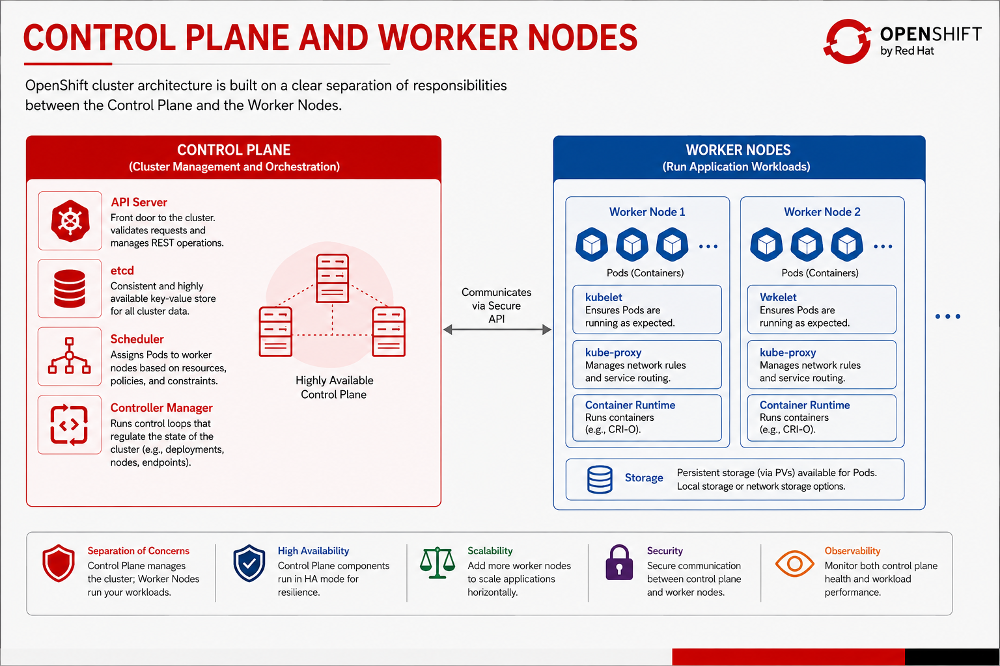 CONTROL PLANE AND WORKER NODES
OPENSHIFT
by Red Hat
OpenShift cluster architecture is built on a clear separation of responsibilities
between the Control Plane and the Worker Nodes.
CONTROL PLANE
(Cluster Management and Orchestration)
API Server
Front door to the cluster.
validates requests and
manages REST operations.
etcd
Consistent and highly
available key-value store
for all cluster data.
Scheduler
Assigns Pods to worker
nodes based on resources,
policies, and constraints.
Controller Manager
Runs control loops that
regulate the state of the
cluster (e.g., deployments,
nodes, endpoints).
Highly Available
Control Plane
Communicates
via Secure
API
WORKER NODES
(Run Application Workloads)
Worker Node 1
...
Pods (Containers)
kubelet
Ensures Pods are
running as expected.
kube-proxy
Manages network rules
and service routing.
Container Runtime
Runs containers
(e.g., CRI-O).
Worker Node 2
...
Pods (Containers)
Ensures Pods are
running as expected.
kube-proxy
Manages network rules
and service routing.
Container Runtime
Runs containers
(e.g., CRI-O).
...
Storage
Persistent storage (via PVs) available for Pods.
Local storage or network storage options.
Separation of Concerns
Control Plane manages
the cluster; Worker Nodes
run your workloads.
High Availability
Control Plane components
run in HA mode for
resilience.
Scalability
Add more worker nodes
to scale applications
horizontally.
Security
Secure communication
between control plane
and worker nodes.
Observability
Monitor both control plane
health and workload
performance.